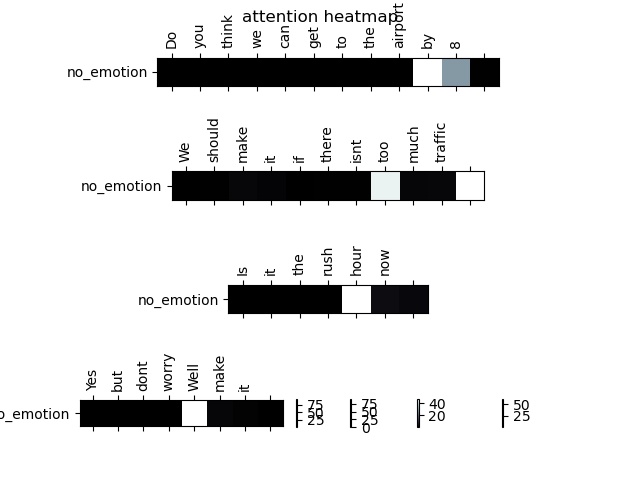 attention heatmap
Do you think we can get to the airport by 8
no_emotion
We should make it if there isnt too much traffic
no_emotion
Is it the rush hour now
no_emotion
Yes but dont worry Well make it
o_emotion
75 50 25
75 50 25 0
40 20
50 25